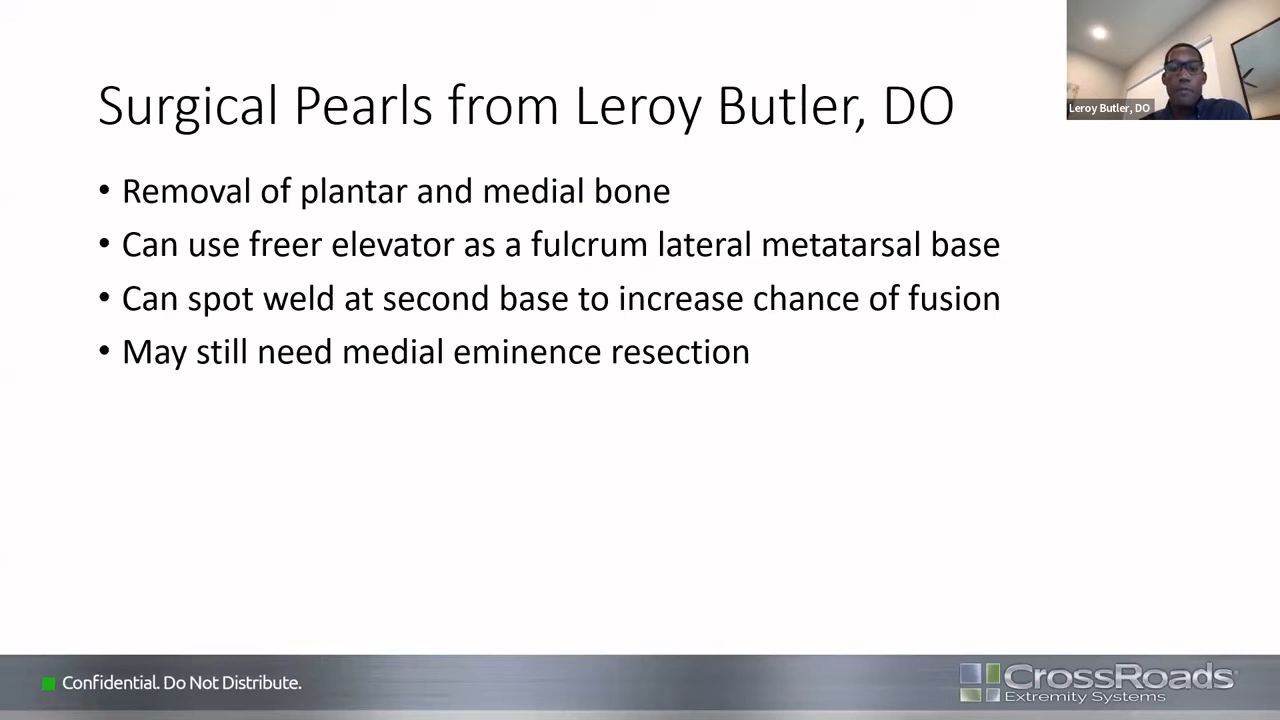 Surgical Pearls from Leroy Butler, DO
Leroy Butler, DO
• Removal of plantar and medial bone
• Can use freer elevator as a fulcrum lateral metatarsal base
• Can spot weld at second base to increase chance of fusion
• May still need medial eminence resection
Confidential. Do Not Distribute.
CrossRoads
Extremity Systems